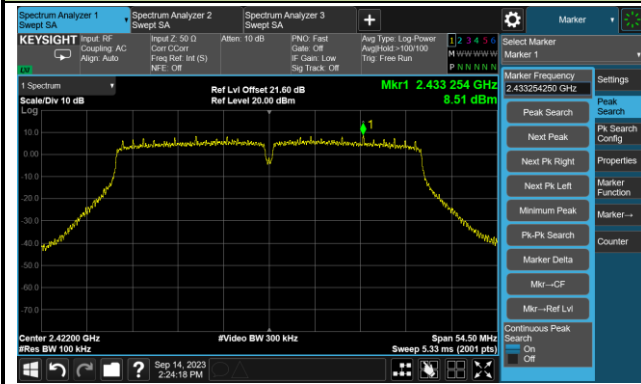 Spectrum Analyzer 1
Swept SA
Spectrum Analyzer 2
Swept SA
Spectrum Analyzer 3
Swept SA
Marker
KEYSIGHT
Input: RF
Coupling: AC
Align: Auto
Input Z: 50 Ω
Corr CCorr
Freq Ref: Int (S)
NFE: Off
Atten: 10 dB
PNO: Fast
Gate: Off
IF Gain: Low
Sig Track: Off
Avg Type: Log-Power
Avg|Hold:>100/100
Trig: Free Run
1 2 3 4 5 6
M W W W W W
P N N N N N
Select Marker
Marker 1
1 Spectrum
Scale/Div 10 dB
Log
Ref Lvl Offset 21.60 dB
Ref Level 20.00 dBm
Mkr1 2.433 254 GHz
8.51 dBm
1
10.0
0.00
-10.0
-20.0
-30.0
-40.0
-50.0
-60.0
-70.0
Center 2.42200 GHz
#Res BW 100 kHz
#Video BW 300 kHz
Span 54.50 MHz
Sweep 5.33 ms (2001 pts)
Marker Frequency
2.433254250 GHz
Peak Search
Next Peak
Next Pk Right
Next Pk Left
Minimum Peak
Pk-Pk Search
Marker Delta
Mkr→CF
Mkr→Ref Lvl
Continuous Peak
Search
On
Off
Settings
Peak
Search
Pk Search
Config
Properties
Marker
Function
Marker→
Counter
Sep 14, 2023
2:24:18 PM